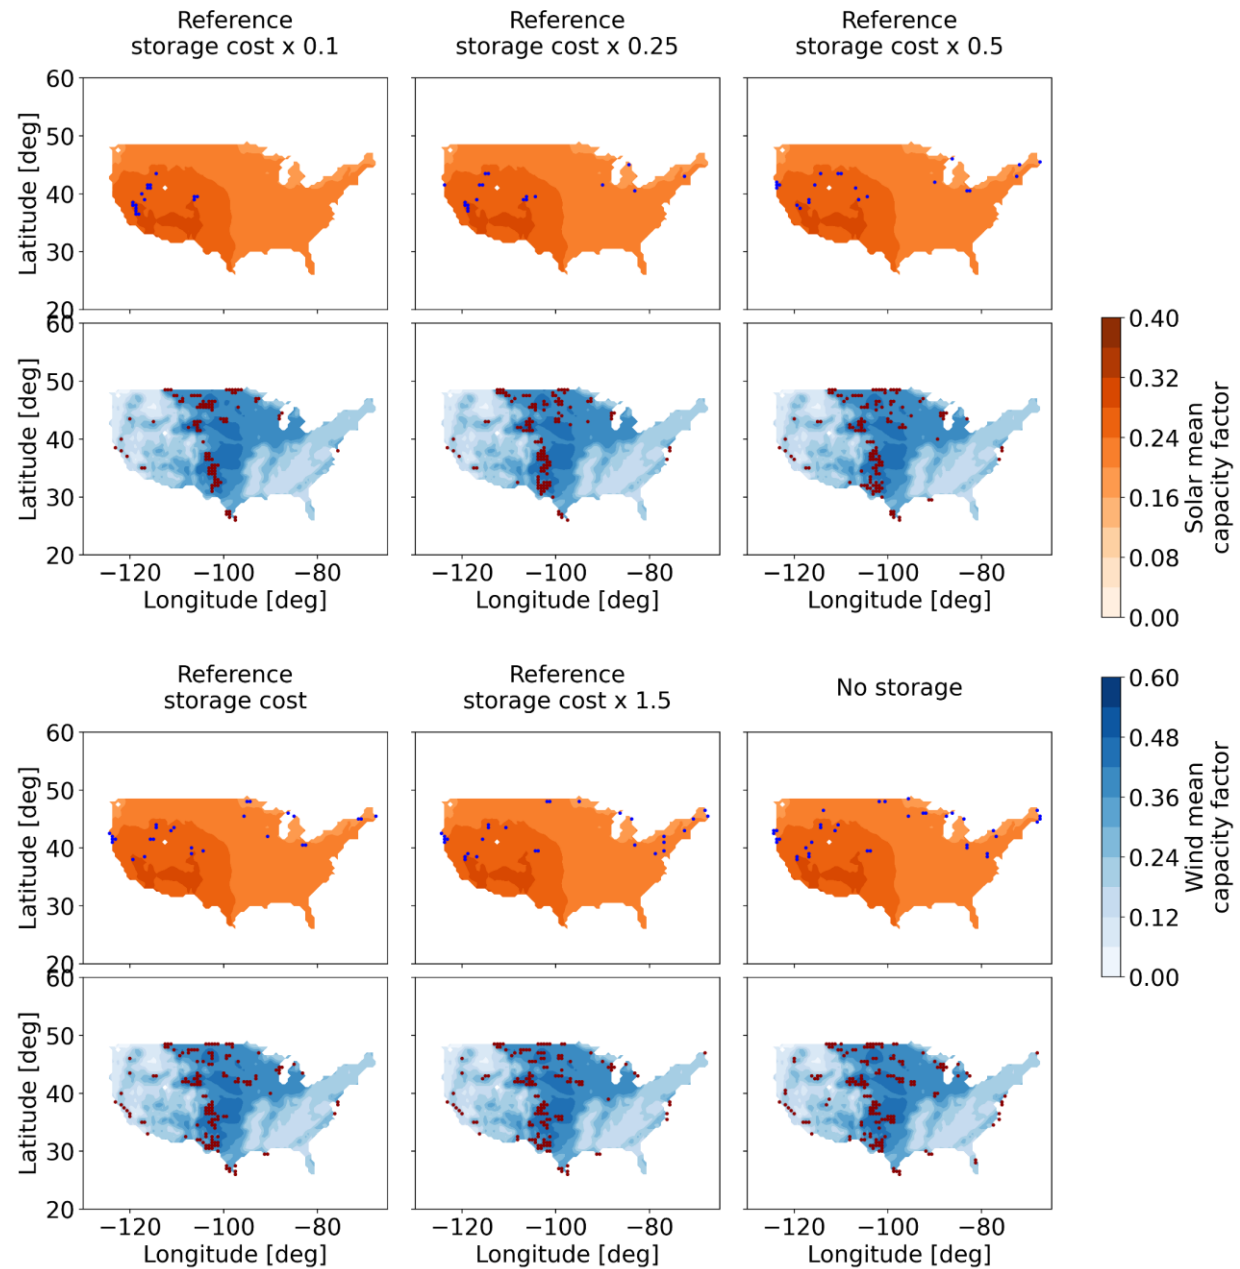 Reference
storage cost x 0.1
Reference
storage cost x 0.25
Reference
storage cost x 0.5
Latitude [deg]
60
50
40
30
20
Latitude [deg]
60
50
40
30
20
−120
−100
−80
−120
−100
−80
−120
−100
−80
Longitude [deg]
Longitude [deg]
Longitude [deg]
0.40
0.32
0.24
0.16
0.08
0.00
Solar mean
capacity factor
Reference
storage cost
Reference
storage cost x 1.5
No storage
Latitude [deg]
60
50
40
30
20
Latitude [deg]
60
50
40
30
20
−120
−100
−80
−120
−100
−80
−120
−100
−80
Longitude [deg]
Longitude [deg]
Longitude [deg]
0.60
0.48
0.36
0.24
0.12
0.00
Wind mean
capacity factor